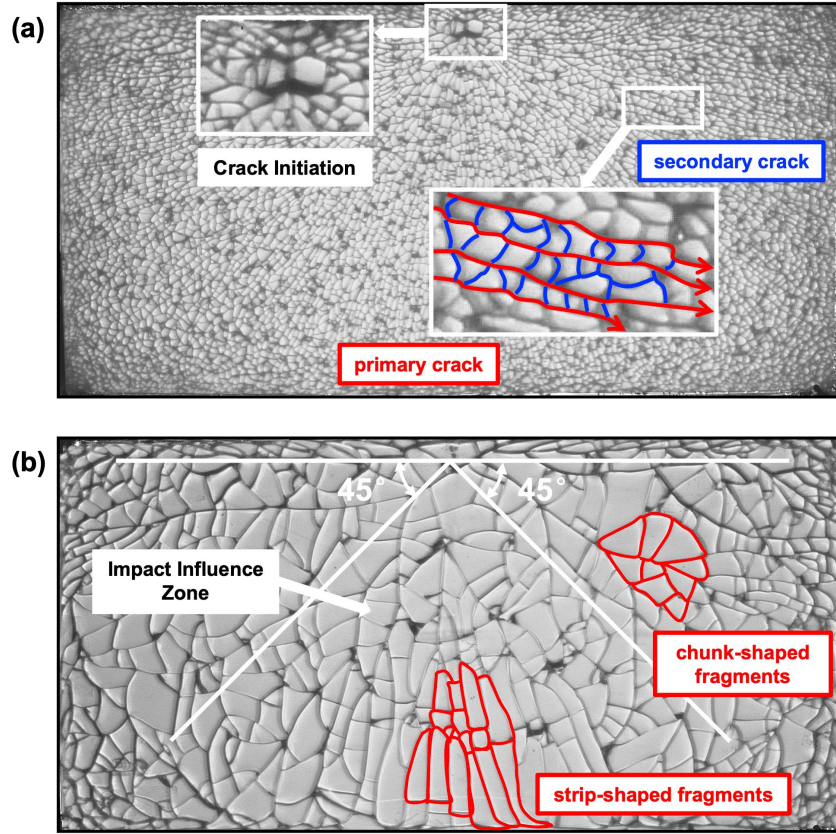 (a)
Crack Initiation
secondary crack
primary crack
(b)
45°
45°
Impact Influence
Zone
chunk-shaped
fragments
strip-shaped fragments